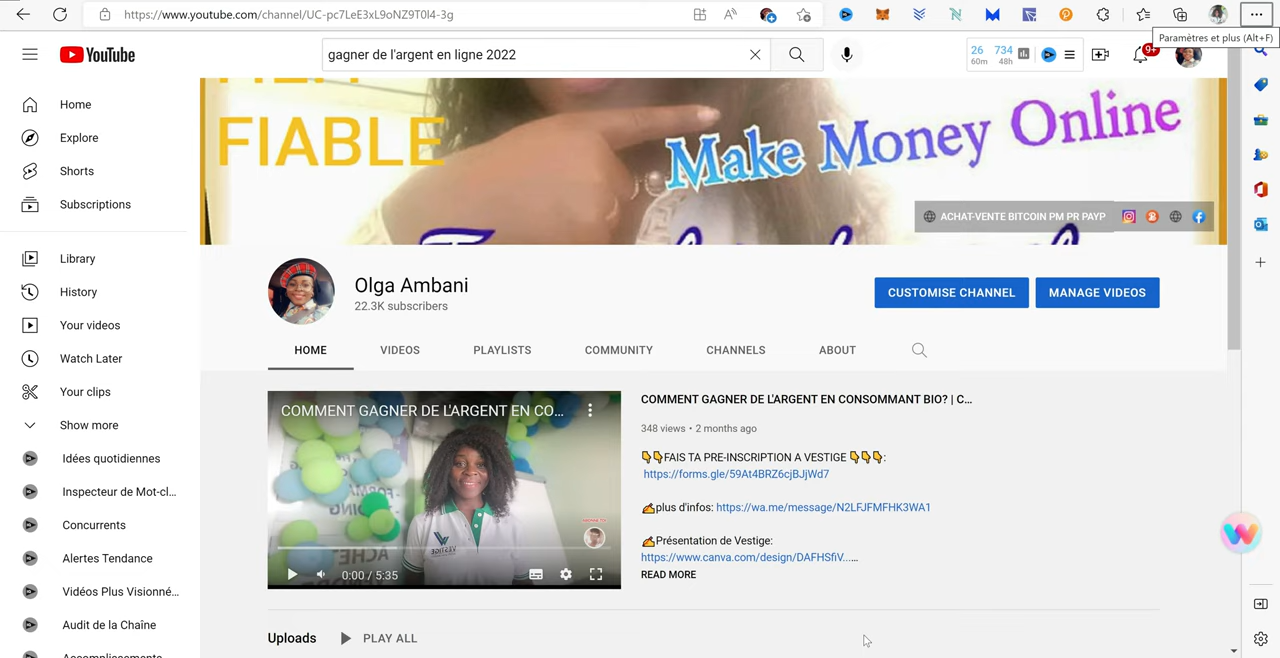 https://www.youtube.com/channel/UC-pc7LeE3xL9oNZ9T0I4-3g
Paramètres et plus (Alt+F)
YouTube
gagner de l'argent en ligne 2022
26 734
60m 48h
9+
Home
Explore
Shorts
Subscriptions
Library
History
Your videos
Watch Later
Your clips
Show more
Idées quotidiennes
Inspecteur de Mot-cl...
Concurrents
Alertes Tendance
Vidéos Plus Visionné...
Audit de la Chaîne
FIABLE
Make Money Online
ACHAT-VENTE BITCOIN PM PR PAYP
Olga Ambani
22.3K subscribers
CUSTOMISE CHANNEL
MANAGE VIDEOS
HOME VIDEOS PLAYLISTS COMMUNITY CHANNELS ABOUT
COMMENT GAGNER DE L'ARGENT EN CO...
0:00 / 5:35
COMMENT GAGNER DE L'ARGENT EN CONSOMMANT BIO? | C...
348 views • 2 months ago
👇👇FAIS TA PRE-INSCRIPTION A VESTIGE 👇👇👇:
https://forms.gle/59At4BRZ6cjBJjWd7
✍plus d'infos: https://wa.me/message/N2LFJFMFHK3WA1
✍Présentation de Vestige:
https://www.canva.com/design/DAFHSfiV......
READ MORE
Uploads PLAY ALL